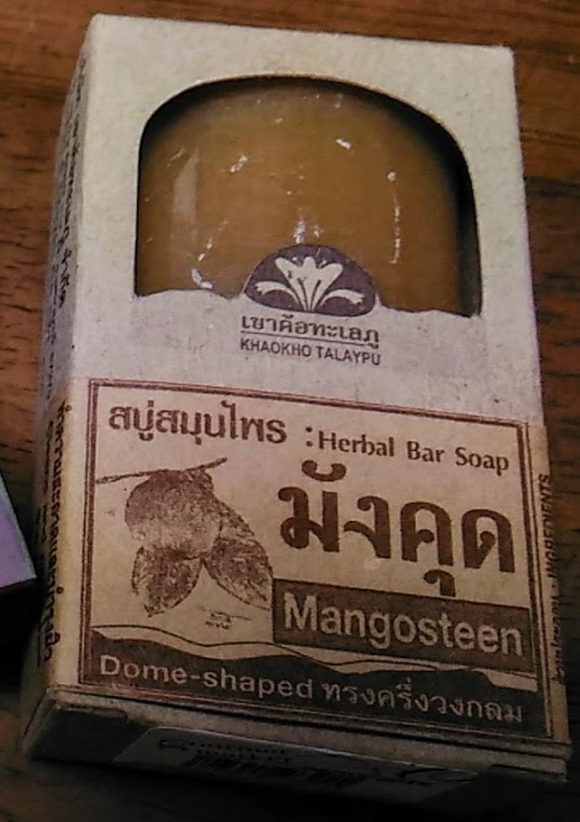 เขาค้อทะเลภู
KHAOKHO TALAYPU
สบู่สมุนไพร : Herbal Bar Soap
มังคุด
Mangosteen
Dome-shaped ทรงครึ่งวงกลม
INGREDIENTS